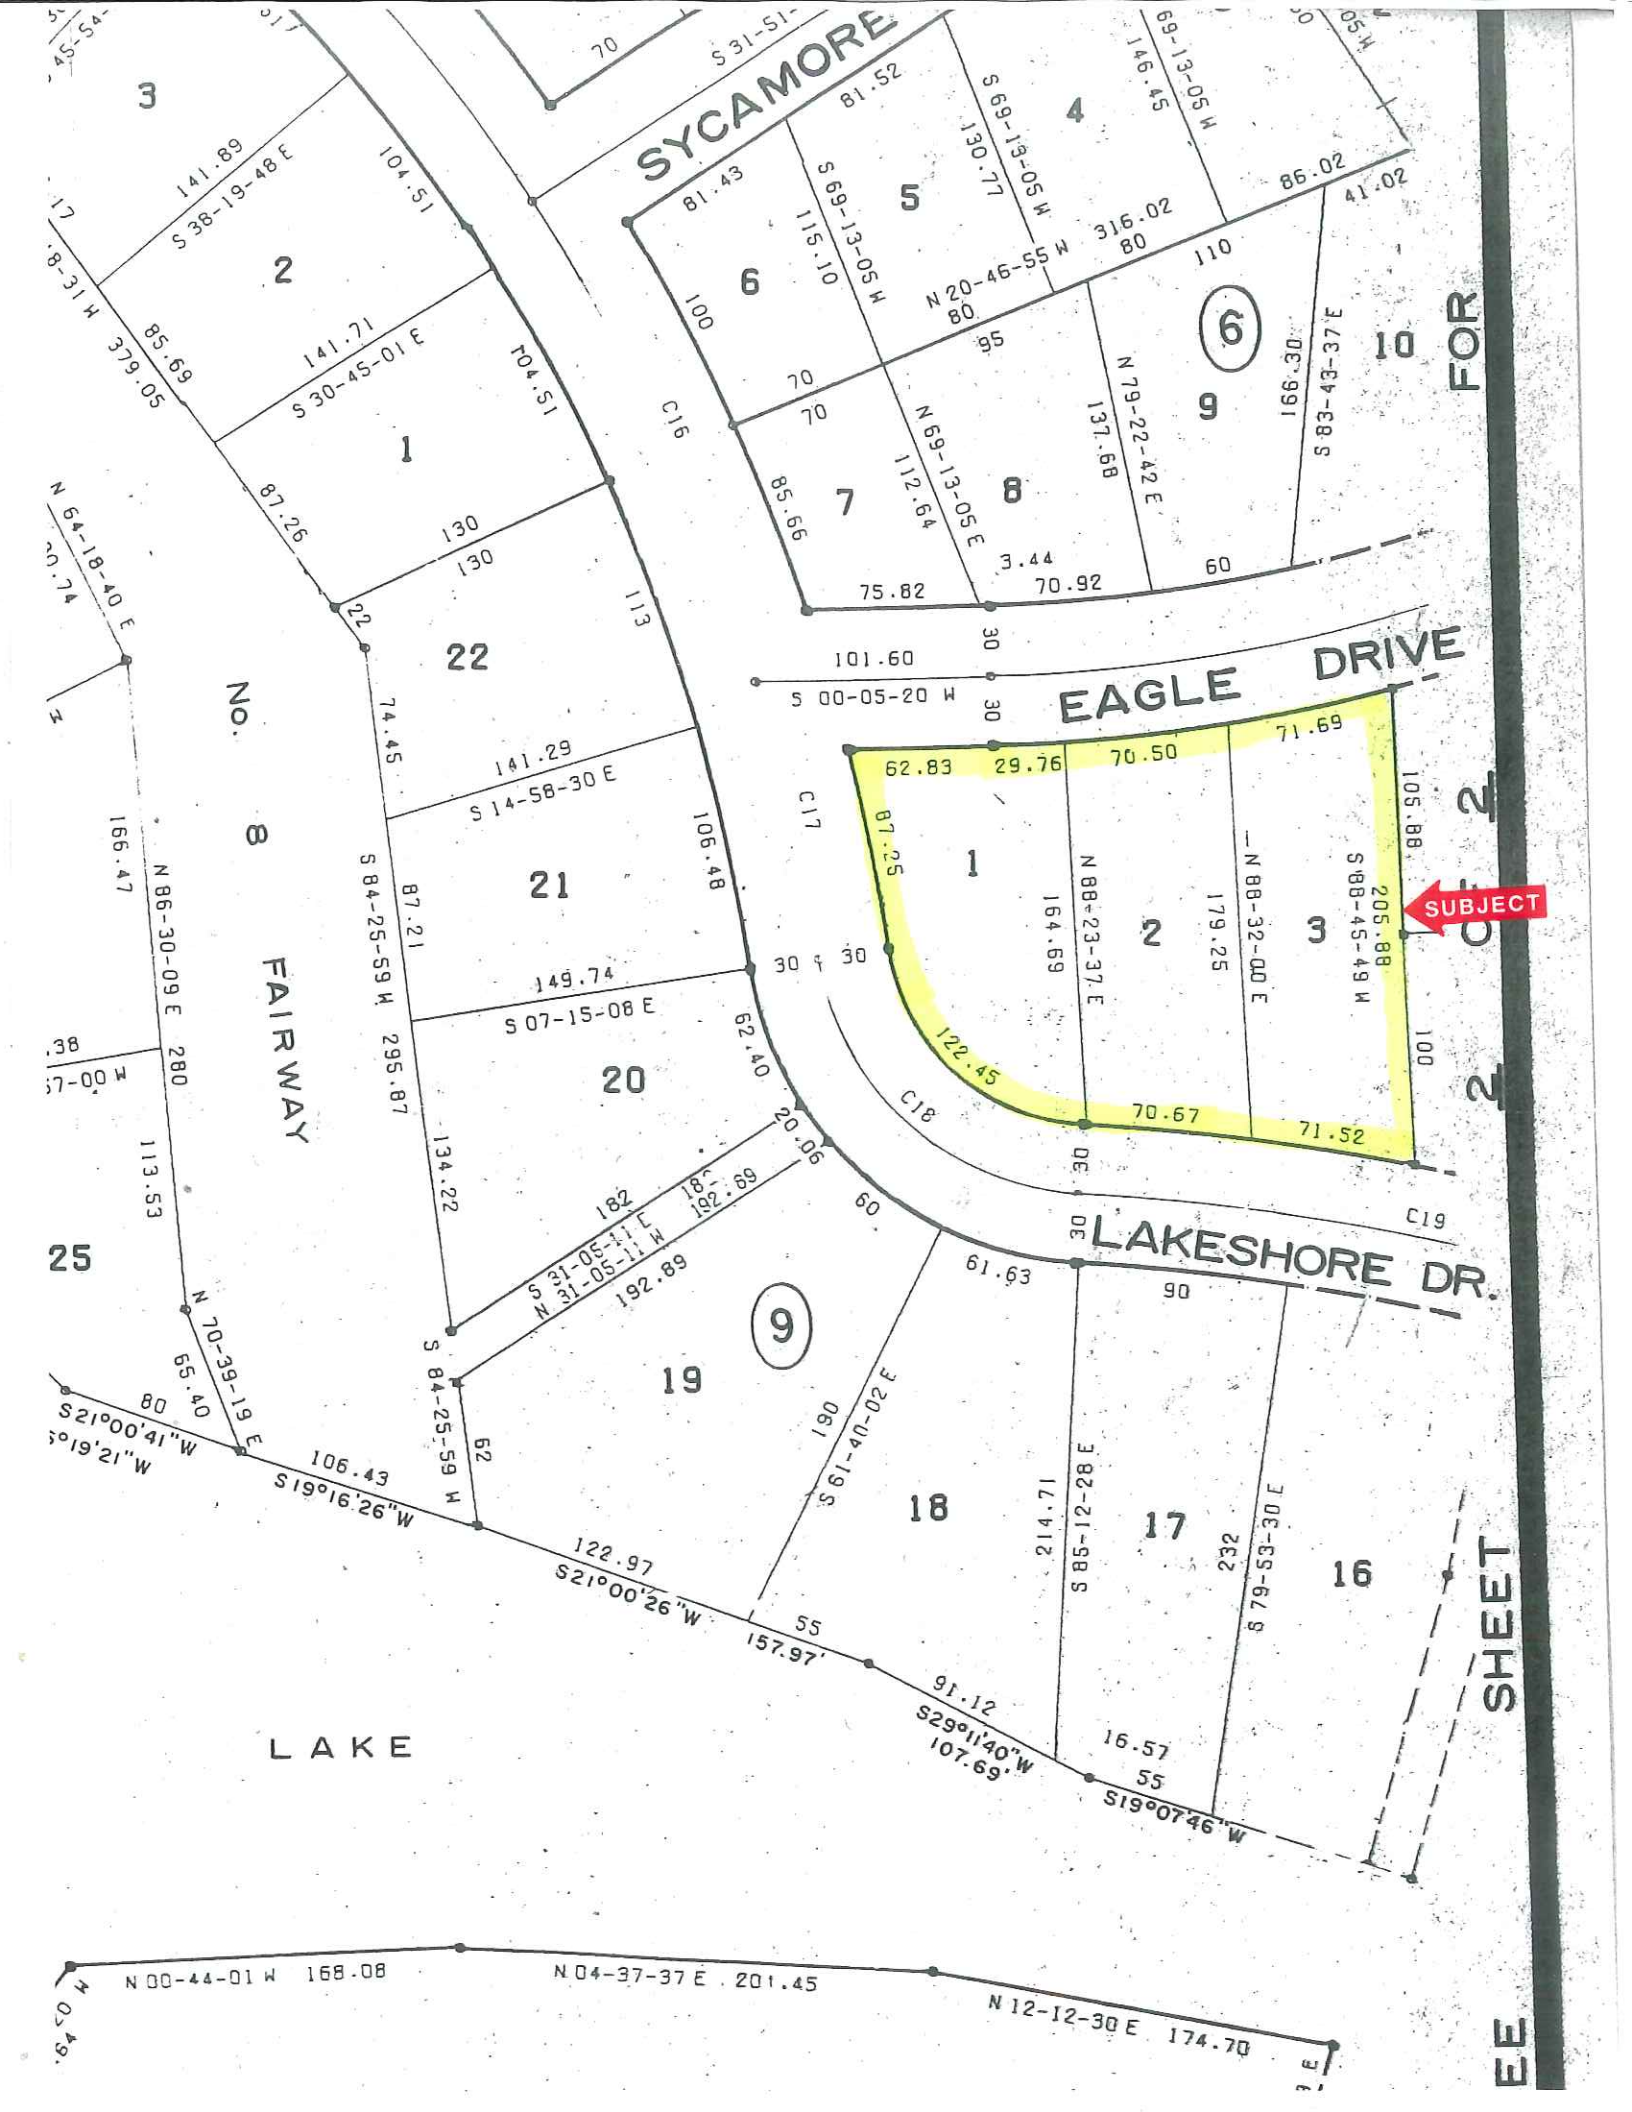 70
S 31-51-
SYCAMORE
3
141.89
S 38-19-48 E
104.51
2
85.69
379.05
141.71
S 30-45-01 E
104.51
1
87.26
130
130
22
81.43
81.52
S 69-13-05 W
115.10
S 69-13-05 W
130.77
69-13-05 W
146.45
4
5
6
100
C16
N 20-46-55 W
316.02
80
80
86.02
41.02
110
95
70
70
6
10
9
8
7
85.66
N 69-13-05 E
112.64
N 79-22-42 E
137.68
166.30
S 83-43-37 E
FOR
75.82
3.44
70.92
60
30
101.60
S 00-05-20 W
30
EAGLE DRIVE
N 64-18-40 E
No. 8 FAIRWAY
22
113
74.45
141.29
S 14-58-30 E
106.48
21
S 84-25-59 W
295.87
87.21
149.74
S 07-15-08 E
20
62.40
20.06
134.22
166.47
N 86-30-09 E
280
.38
57-00 W
113.53
25
N 70-39-19 E
65.40
C17
62.83
29.76
70.50
71.69
87.25
1
164.69
N 88-23-37 E
2
179.25
N 88-32-00 E
3
S 88-45-49 W
205.88
105.88
100
SUBJECT
OF 2
2
30 30
122.45
70.67
71.52
C18
30
30
C19
LAKESHORE DR.
182
S 31-05-11 E
N 31-05-11 W
192.89
192.89
60
61.63
90
9
19
190
S 61-40-02 E
18
214.71
S 85-12-28 E
17
232
S 79-53-30 E
16
SHEET
S 84-25-59 W
62
80
S21°00'41"W
106.43
S19°16'26"W
122.97
S21°00'26"W
55
157.97'
91.12
S29°11'40"W
107.69'
16.57
55
S19°07'46"W
LAKE
N 00-44-01 W 168.08
N 04-37-37 E 201.45
N 12-12-30 E 174.70
EE